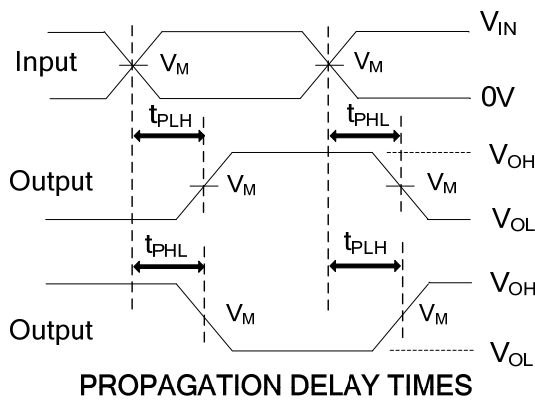 V_IN
Input V_M V_M
0V
t_PLH t_PHL
V_OH
Output V_M V_M
V_OL
t_PHL t_PLH
V_OH
V_M V_M
Output
V_OL
PROPAGATION DELAY TIMES